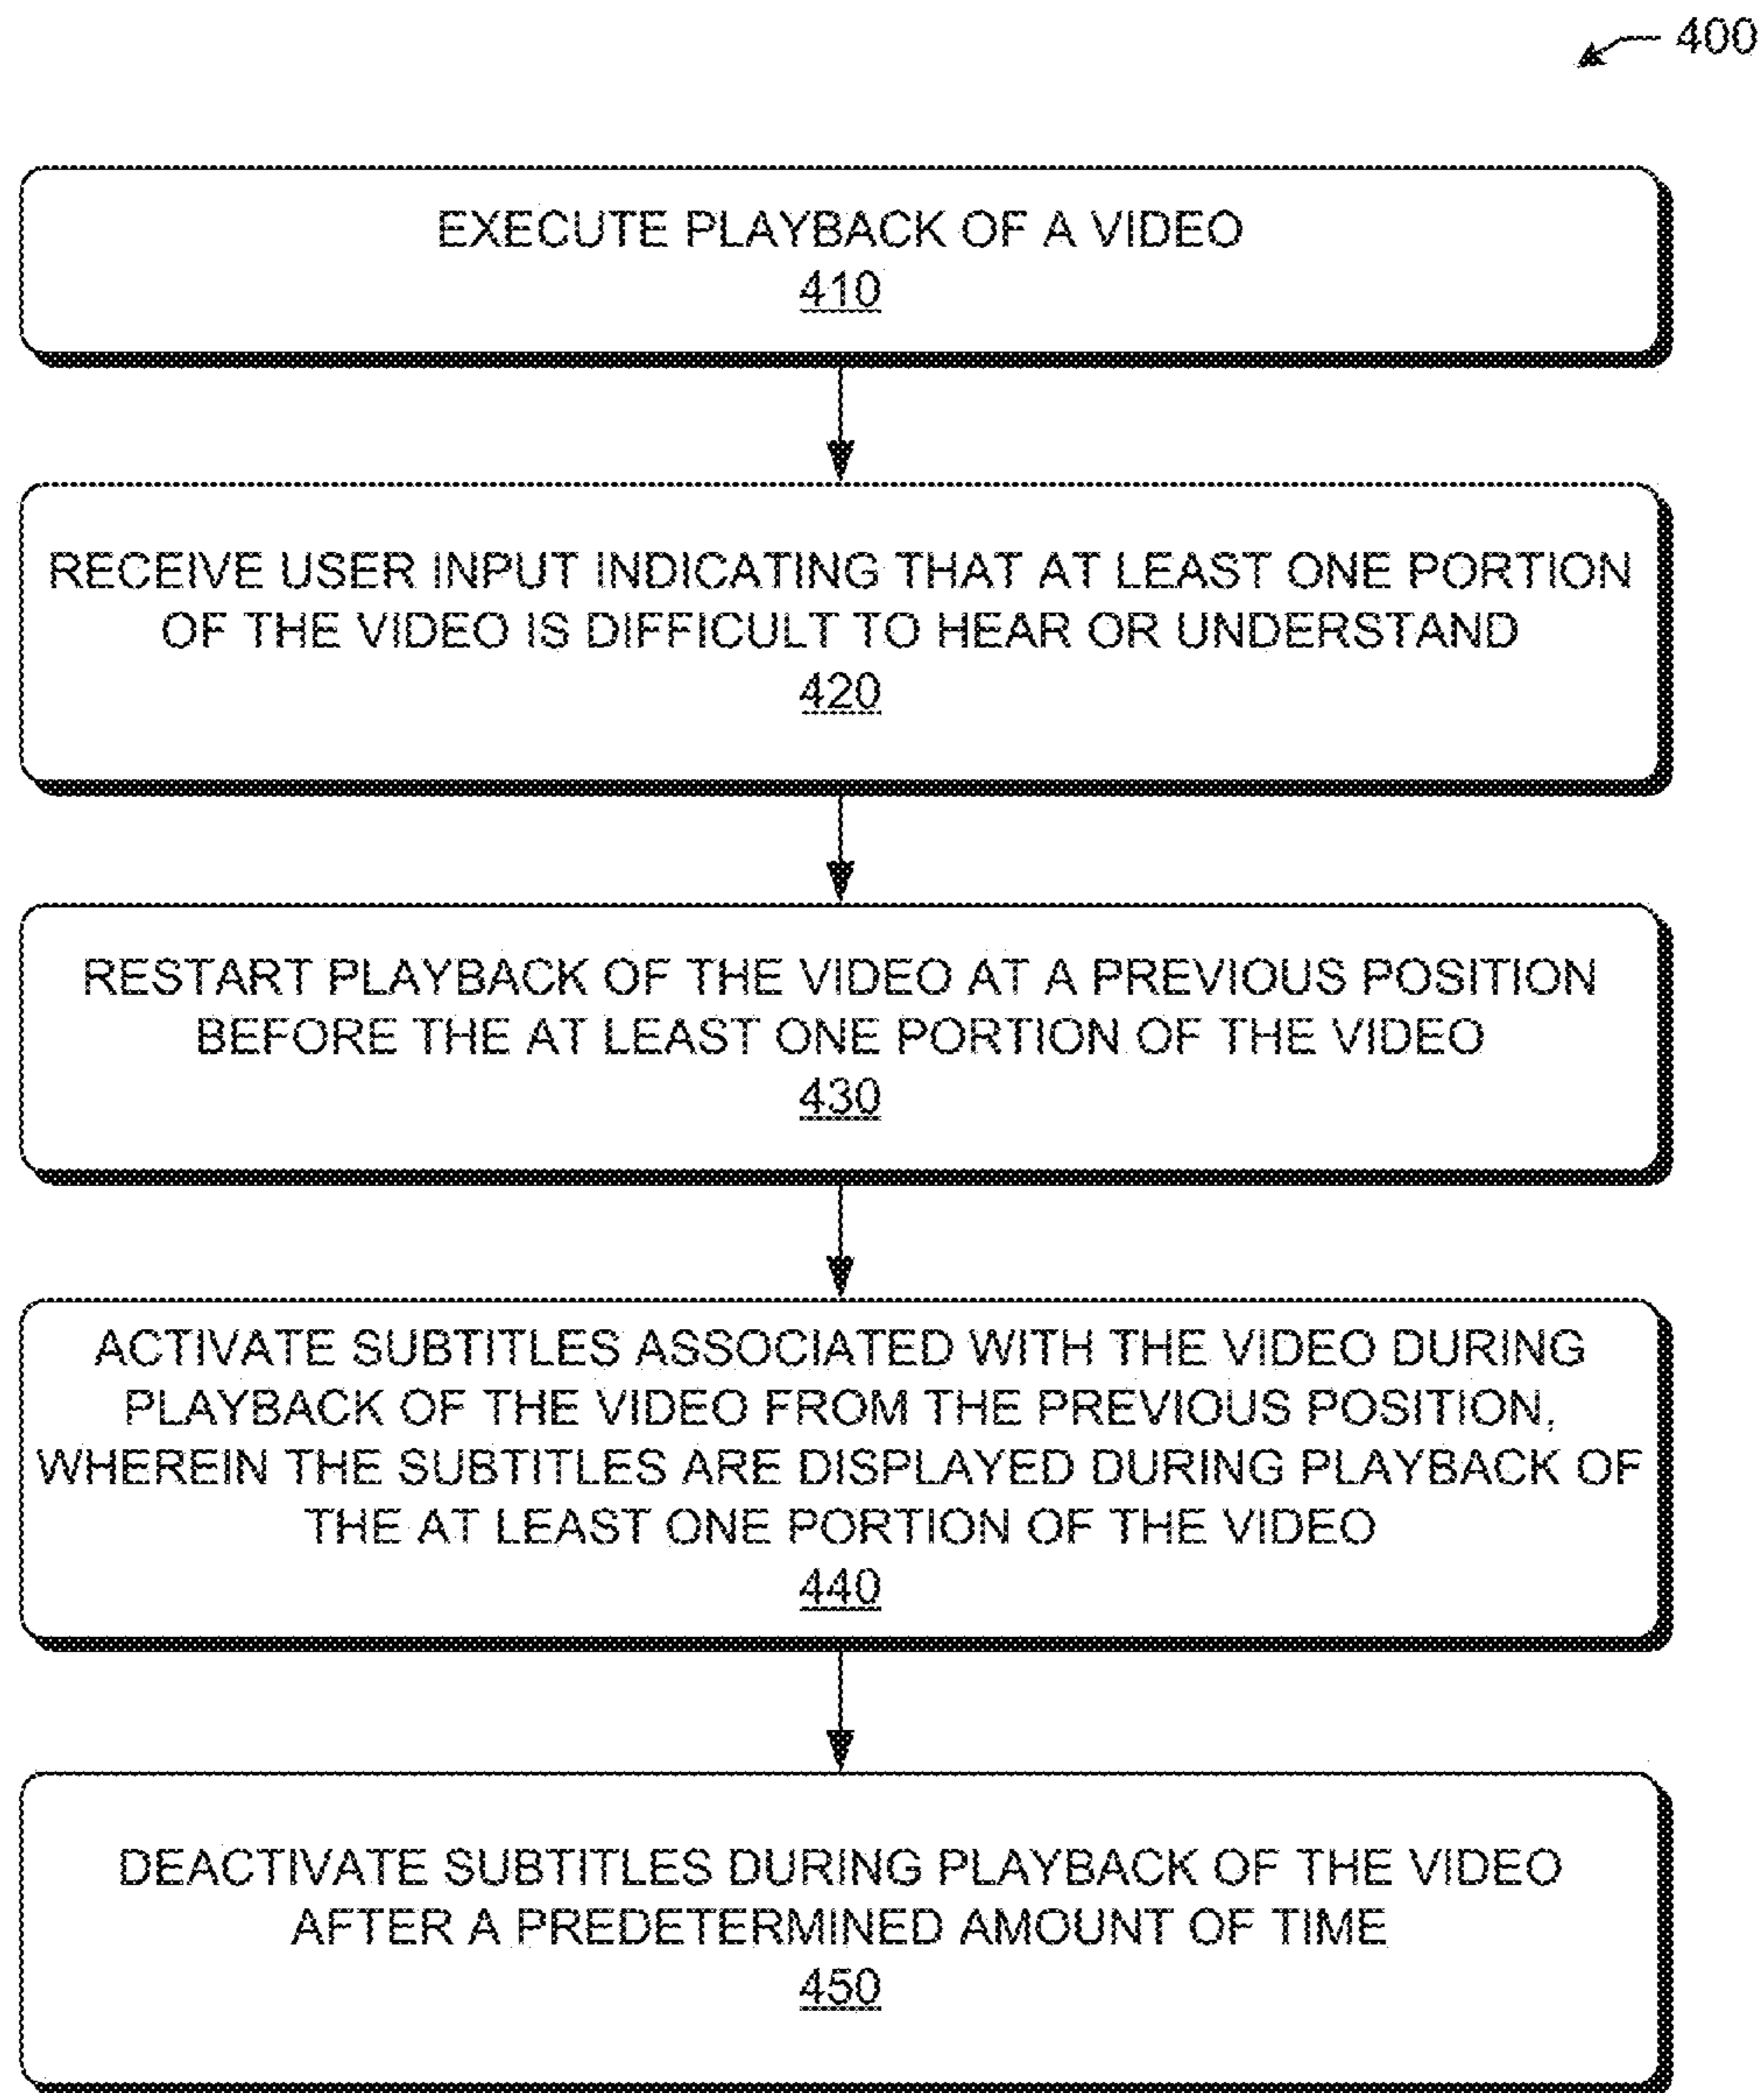 400
EXECUTE PLAYBACK OF A VIDEO
410
RECEIVE USER INPUT INDICATING THAT AT LEAST ONE PORTION
OF THE VIDEO IS DIFFICULT TO HEAR OR UNDERSTAND
420
RESTART PLAYBACK OF THE VIDEO AT A PREVIOUS POSITION
BEFORE THE AT LEAST ONE PORTION OF THE VIDEO
430
ACTIVATE SUBTITLES ASSOCIATED WITH THE VIDEO DURING
PLAYBACK OF THE VIDEO FROM THE PREVIOUS POSITION,
WHEREIN THE SUBTITLES ARE DISPLAYED DURING PLAYBACK OF
THE AT LEAST ONE PORTION OF THE VIDEO
440
DEACTIVATE SUBTITLES DURING PLAYBACK OF THE VIDEO
AFTER A PREDETERMINED AMOUNT OF TIME
450